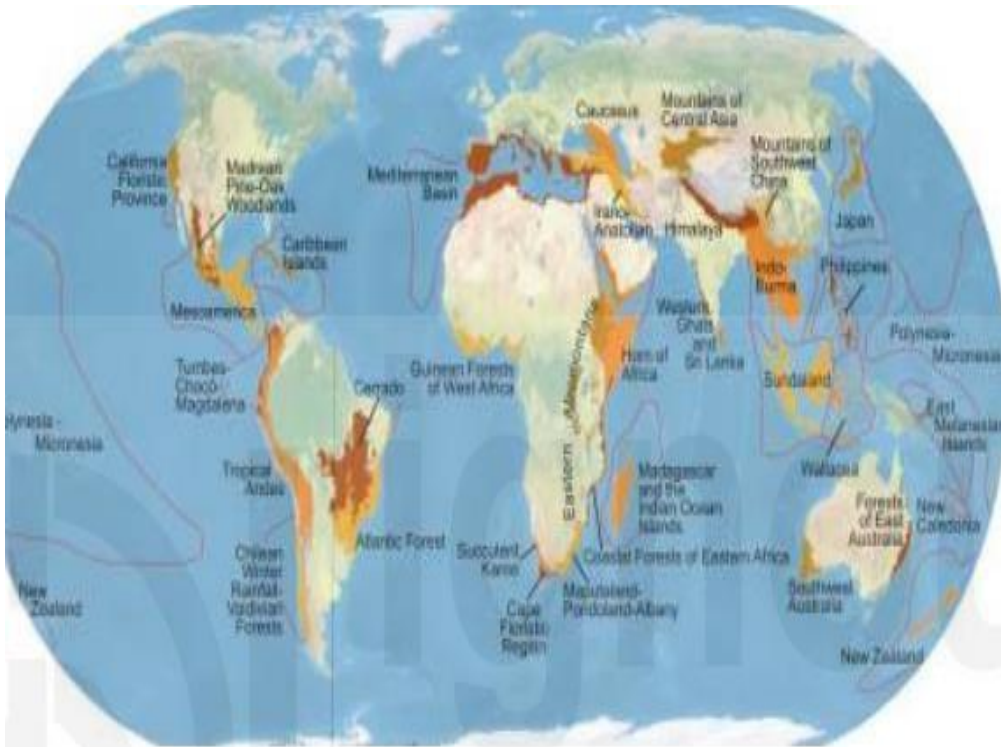 Caucasus
Mountains of
Central Asia
Mountains of
Southwest
China
California
Floristic
Province
Madrean
Pine-Oak
Woodlands
Mediterranean
Basin
Caribbean
Islands
Irano-
Anatolian
Himalaya
Japan
Mesoamerica
Indo-
Burma
Philippines
Western
Ghats
and
Sri Lanka
Polynesia-
Micronesia
Tumbes-
Chocó-
Magdalena
Cerrado
Guinean Forests
of West Africa
Horn of
Africa
Sundaland
Eastern
East
Melanesian
Islands
Polynesia -
Micronesia
Wallacea
Tropical
Andes
Madagascar
and the
Indian Ocean
Islands
Forests
of East
Australia
New
Caledonia
Atlantic Forest
Succulent
Karoo
Coastal Forests of Eastern Africa
Chilean
Winter
Rainfall-
Valdivian
Forests
New
Zealand
Cape
Floristic
Region
Maputaland-
Pondoland-Albany
Southwest
Australia
New Zealand